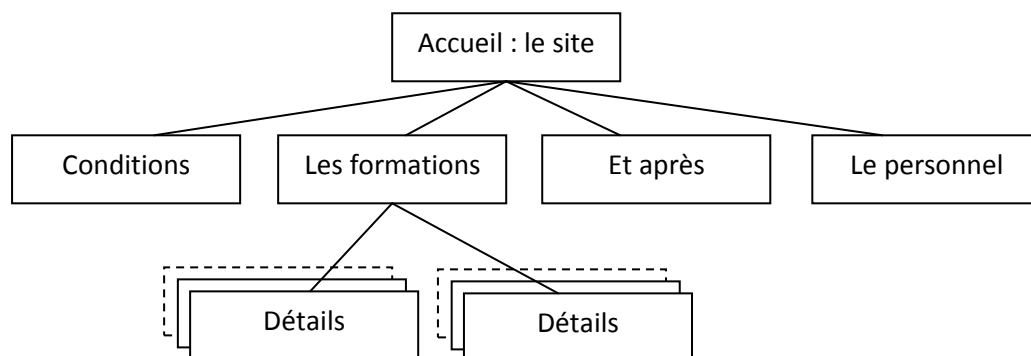 Accueil : le site
Conditions
Les formations
Et après
Le personnel
Détails
Détails